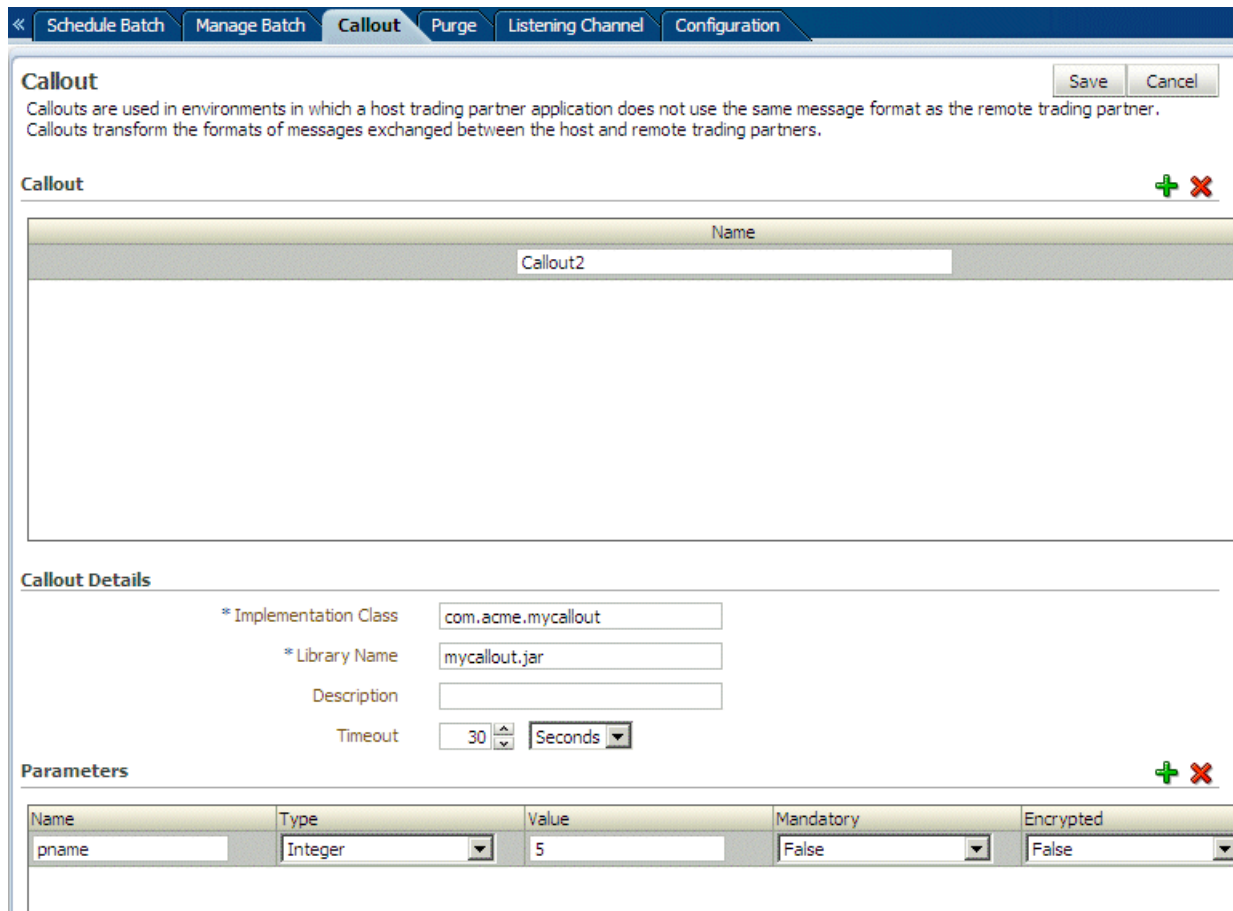 « Schedule Batch Manage Batch Callout Purge Listening Channel Configuration
Callout Save Cancel
Callouts are used in environments in which a host trading partner application does not use the same message format as the remote trading partner.
Callouts transform the formats of messages exchanged between the host and remote trading partners.
Callout
Name
Callout2
Callout Details
* Implementation Class com.acme.mycallout
* Library Name mycallout.jar
Description
Timeout 30 Seconds
Parameters
Name Type Value Mandatory Encrypted
pname Integer 5 False False